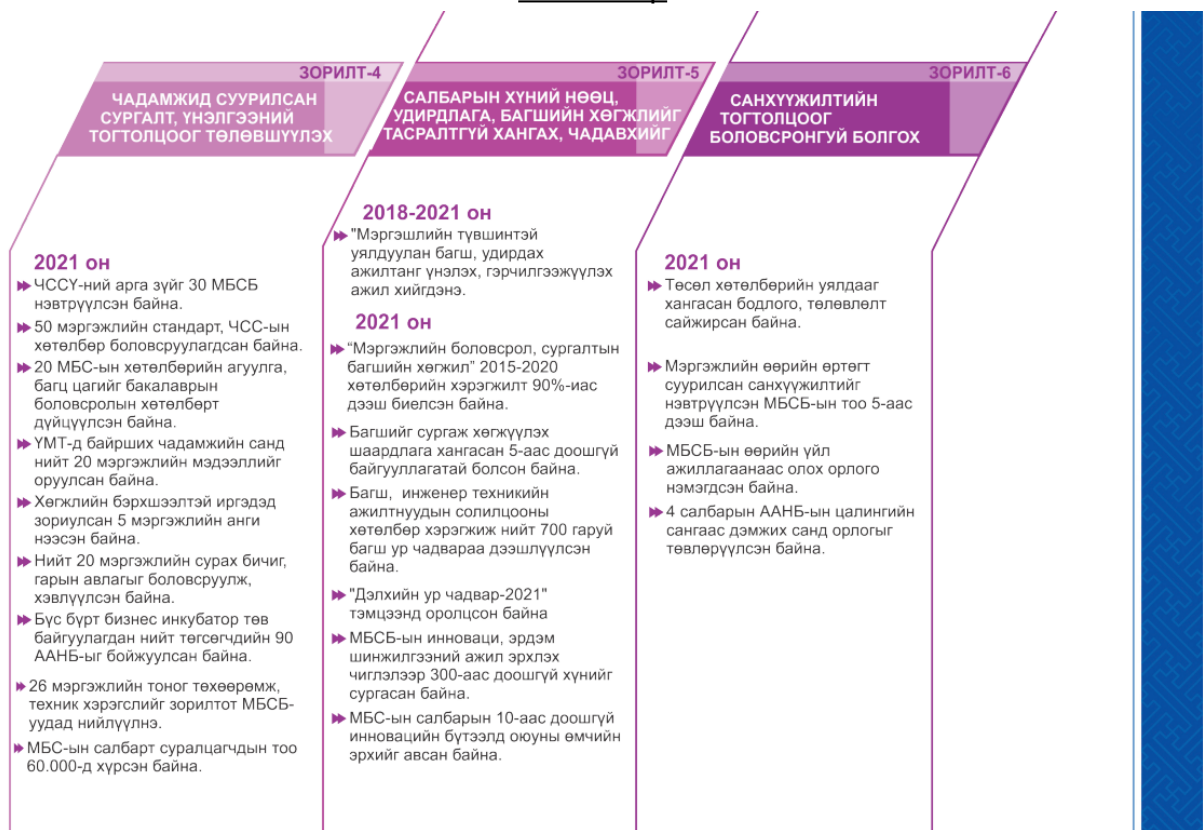 ЗОРИЛТ-4
ЧАДАМЖИД СУУРИЛСАН
СУРГАЛТ, ҮНЭЛГЭЭНИЙ
ТОГТОЛЦООГ ТӨЛӨВШҮҮЛЭХ
2021 он
ЧССҮ-ний арга зүйг 30 МБСБ
нэвтрүүлсэн байна.
50 мэргэжлийн стандарт, ЧСС-ын
хөтөлбөр боловсруулагдсан байна.
20 МБС-ын хөтөлбөрийн агуулга,
багц цагийг бакалаврын
боловсролын хөтөлбөрт
дүйцүүлсэн байна.
ҮМТ-д байрших чадамжийн санд
нийт 20 мэргэжлийн мэдээллийг
оруулсан байна.
Хөгжлийн бэрхшээлтэй иргэдэд
зориулсан 5 мэргэжлийн анги
нээсэн байна.
Нийт 20 мэргэжлийн сурах бичиг,
гарын авлагыг боловсруулж,
хэвлүүлсэн байна.
Бүс бүрт бизнес инкубатор төв
байгуулагдан нийт төгсөгчдийн 90
ААНБ-ыг бойжуулсан байна.
26 мэргэжлийн тоног төхөөрөмж,
техник хэрэгслийг зорилтот МБСБ-
уудад нийлүүлнэ.
МБС-ын салбарт суралцагчдын тоо
60.000-д хүрсэн байна.
ЗОРИЛТ-5
САЛБАРЫН ХҮНИЙ НӨӨЦ,
УДИРДЛАГА, БАГШИЙН ХӨГЖЛИЙГ
ТАСРАЛТГҮЙ ХАНГАХ, ЧАДАВХИЙГ
2018-2021 он
"Мэргэшлийн түвшинтэй
уялдуулан багш, удирдах
ажилтанг үнэлэх, гэрчилгээжүүлэх
ажил хийгдэнэ.
2021 он
“Мэргэжлийн боловсрол, сургалтын
багшийн хөгжил” 2015-2020
хөтөлбөрийн хэрэгжилт 90%-иас
дээш биелсэн байна.
Багшийг сургаж хөгжүүлэх
шаардлага хангасан 5-аас доошгүй
байгууллагатай болсон байна.
Багш, инженер техникийн
ажилтнуудын солилцооны
хөтөлбөр хэрэгжиж нийт 700 гаруй
багш ур чадвараа дээшлүүлсэн
байна.
"Дэлхийн ур чадвар-2021"
тэмцээнд оролцсон байна
МБСБ-ын инноваци, эрдэм
шинжилгээний ажил эрхлэх
чиглэлээр 300-аас доошгүй хүнийг
сургасан байна.
МБС-ын салбарын 10-аас доошгүй
инновацийн бүтээлд оюуны өмчийн
эрхийг авсан байна.
ЗОРИЛТ-6
САНХҮҮЖИЛТИЙН
ТОГТОЛЦООГ
БОЛОВСРОНГУЙ БОЛГОХ
2021 он
Төсөл хөтөлбөрийн уялдааг
хангасан бодлого, төлөвлөлт
сайжирсан байна.
Мэргэжлийн өөрийн өртөгт
суурилсан санхүүжилтийг
нэвтрүүлсэн МБСБ-ын тоо 5-аас
дээш байна.
МБСБ-ын өөрийн үйл
ажиллагаанаас олох орлого
нэмэгдсэн байна.
4 салбарын ААНБ-ын цалингийн
сангаас дэмжих санд орлогыг
төвлөрүүлсэн байна.